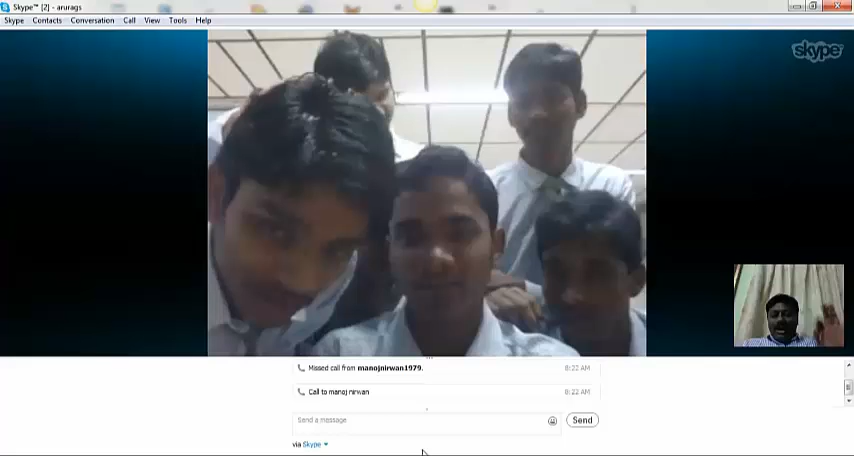 Skype™ [2] - arurags
Skype Contacts Conversation Call View Tools Help
skype™
Missed call from manojnirwan1979. 8:22 AM
Call to manoj nirwan 8:22 AM
Send a message Send
via Skype